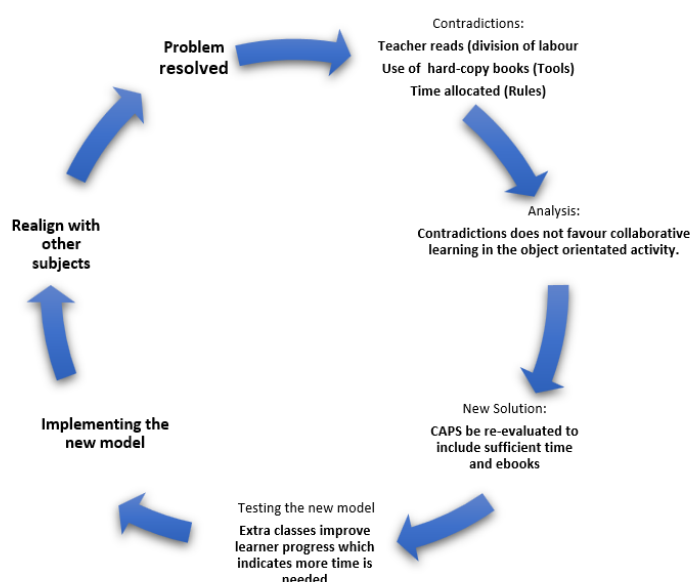 Contradictions:
Teacher reads (division of labour
Use of hard-copy books (Tools)
Time allocated (Rules)
Analysis:
Contradictions does not favour collaborative
learning in the object orientated activity.
New Solution:
CAPS be re-evaluated to
include sufficient time
and ebooks
Testing the new model
Extra classes improve
learner progress which
indicates more time is
needed
Implementing the
new model
Realign with
other
subjects
Problem
resolved